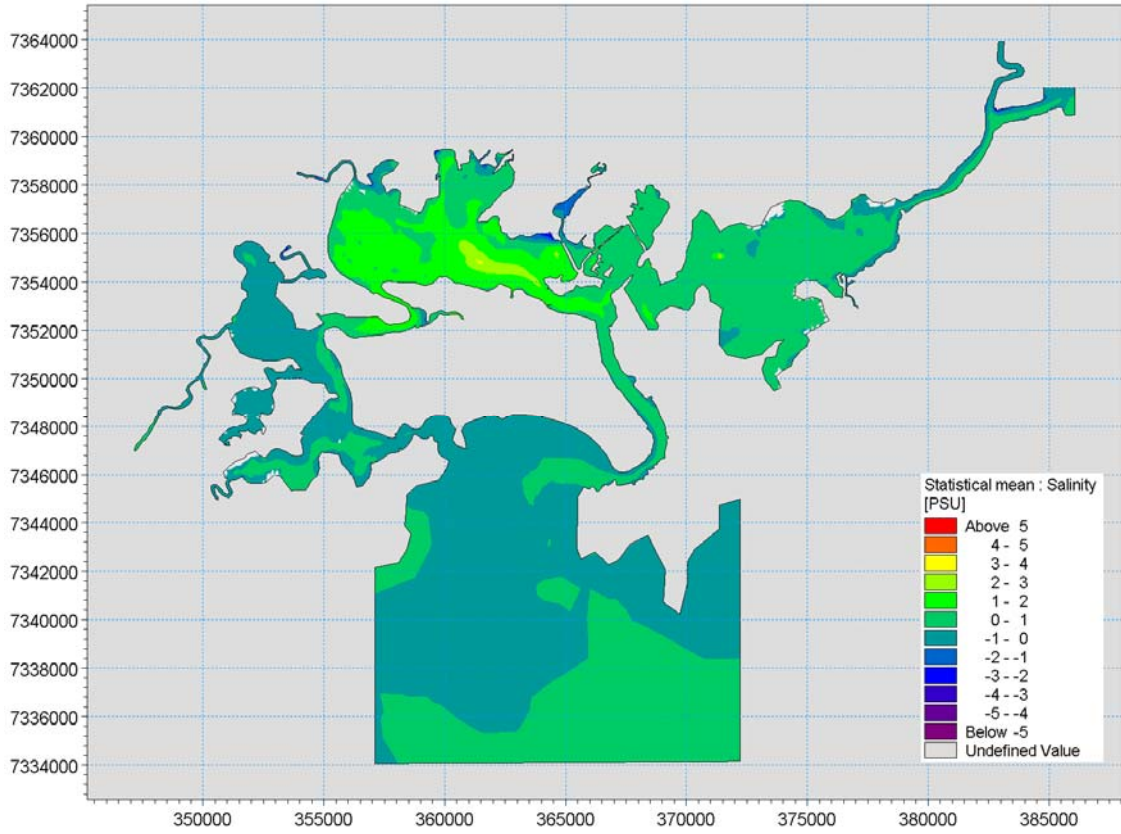 7364000
7362000
7360000
7358000
7356000
7354000
7352000
7350000
7348000
7346000
7344000
7342000
7340000
7338000
7336000
7334000
Statistical mean : Salinity
[PSU]
Above 5
4 - 5
3 - 4
2 - 3
1 - 2
0 - 1
-1 - 0
-2 - -1
-3 - -2
-4 - -3
-5 - -4
Below -5
Undefined Value
350000 355000 360000 365000 370000 375000 380000 385000